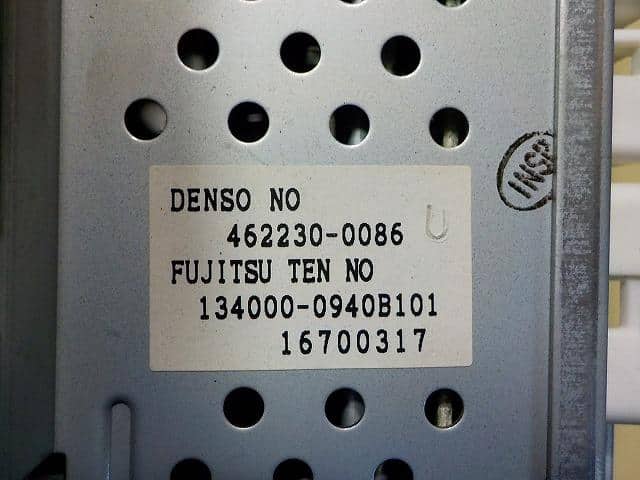 DENSO NO
462230-0086
U
FUJITSU TEN NO
134000-0940B101
16700317
INSP